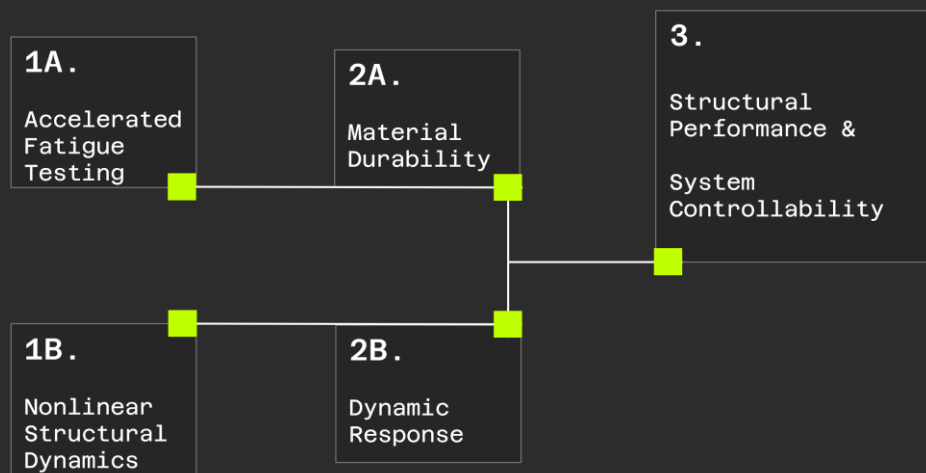 1A.
Accelerated
Fatigue
Testing
2A.
Material
Durability
3.
Structural
Performance &
System
Controllability
1B.
Nonlinear
Structural
Dynamics
2B.
Dynamic
Response